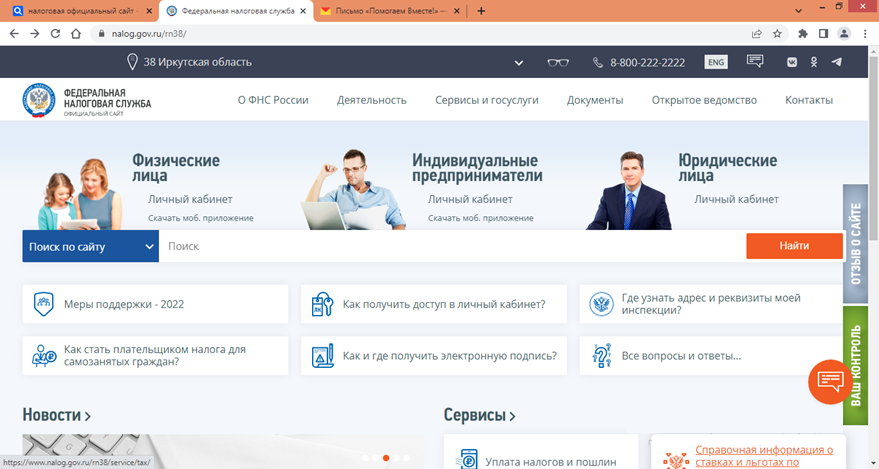 налоговая официальный сайт
Федеральная налоговая служба
Письмо «Помогаем Вместе!» —
nalog.gov.ru/rn38/
38 Иркутская область
8-800-222-2222
ENG
ФЕДЕРАЛЬНАЯ
НАЛОГОВАЯ СЛУЖБА
ОФИЦИАЛЬНЫЙ САЙТ
О ФНС России
Деятельность
Сервисы и госуслуги
Документы
Открытое ведомство
Контакты
Физические
лица
Личный кабинет
Скачать моб. приложение
Индивидуальные
предприниматели
Личный кабинет
Скачать моб. приложение
Юридические
лица
Личный кабинет
Поиск по сайту
Поиск
Найти
ОТЗЫВ О САЙТЕ
ВАШ КОНТРОЛЬ
Меры поддержки - 2022
Как получить доступ в личный кабинет?
Где узнать адрес и реквизиты моей
инспекции?
Как стать плательщиком налога для
самозанятых граждан?
Как и где получить электронную подпись?
Все вопросы и ответы...
Новости
Сервисы
Уплата налогов и пошлин
Справочная информация о
ставках и льготах по
https://www.nalog.gov.ru/rn38/service/tax/